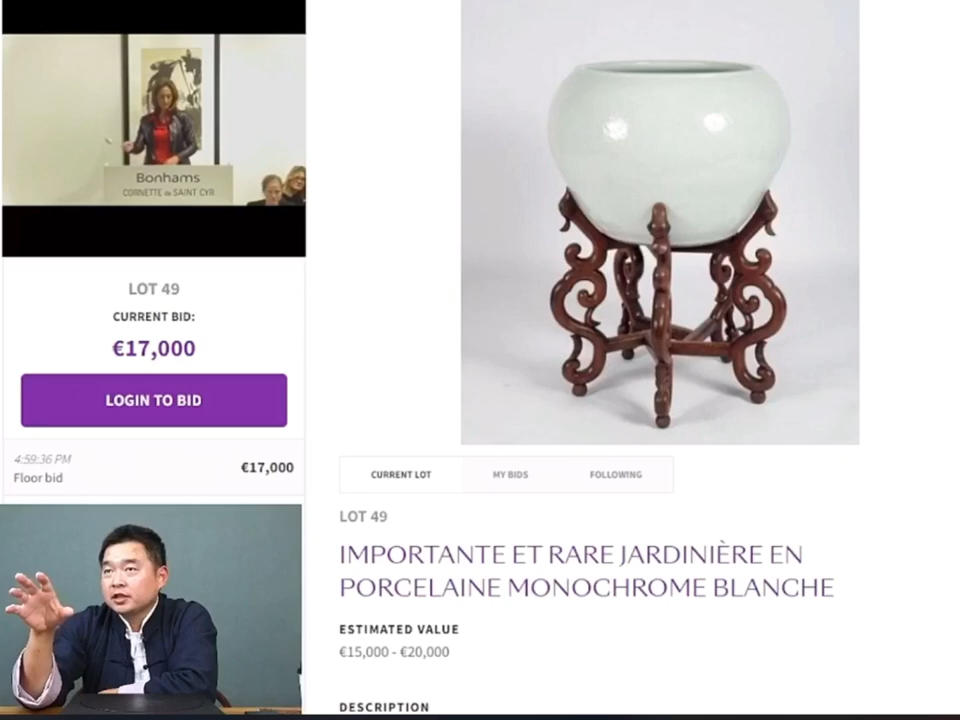 Bonhams
CORNETTE de SAINT CYR
LOT 49
CURRENT BID:
€17,000
LOGIN TO BID
4:59:36 PM
Floor bid
€17,000
CURRENT LOT
MY BIDS
FOLLOWING
LOT 49
IMPORTANTE ET RARE JARDINIÈRE EN
PORCELAINE MONOCHROME BLANCHE
ESTIMATED VALUE
€15,000 - €20,000
DESCRIPTION